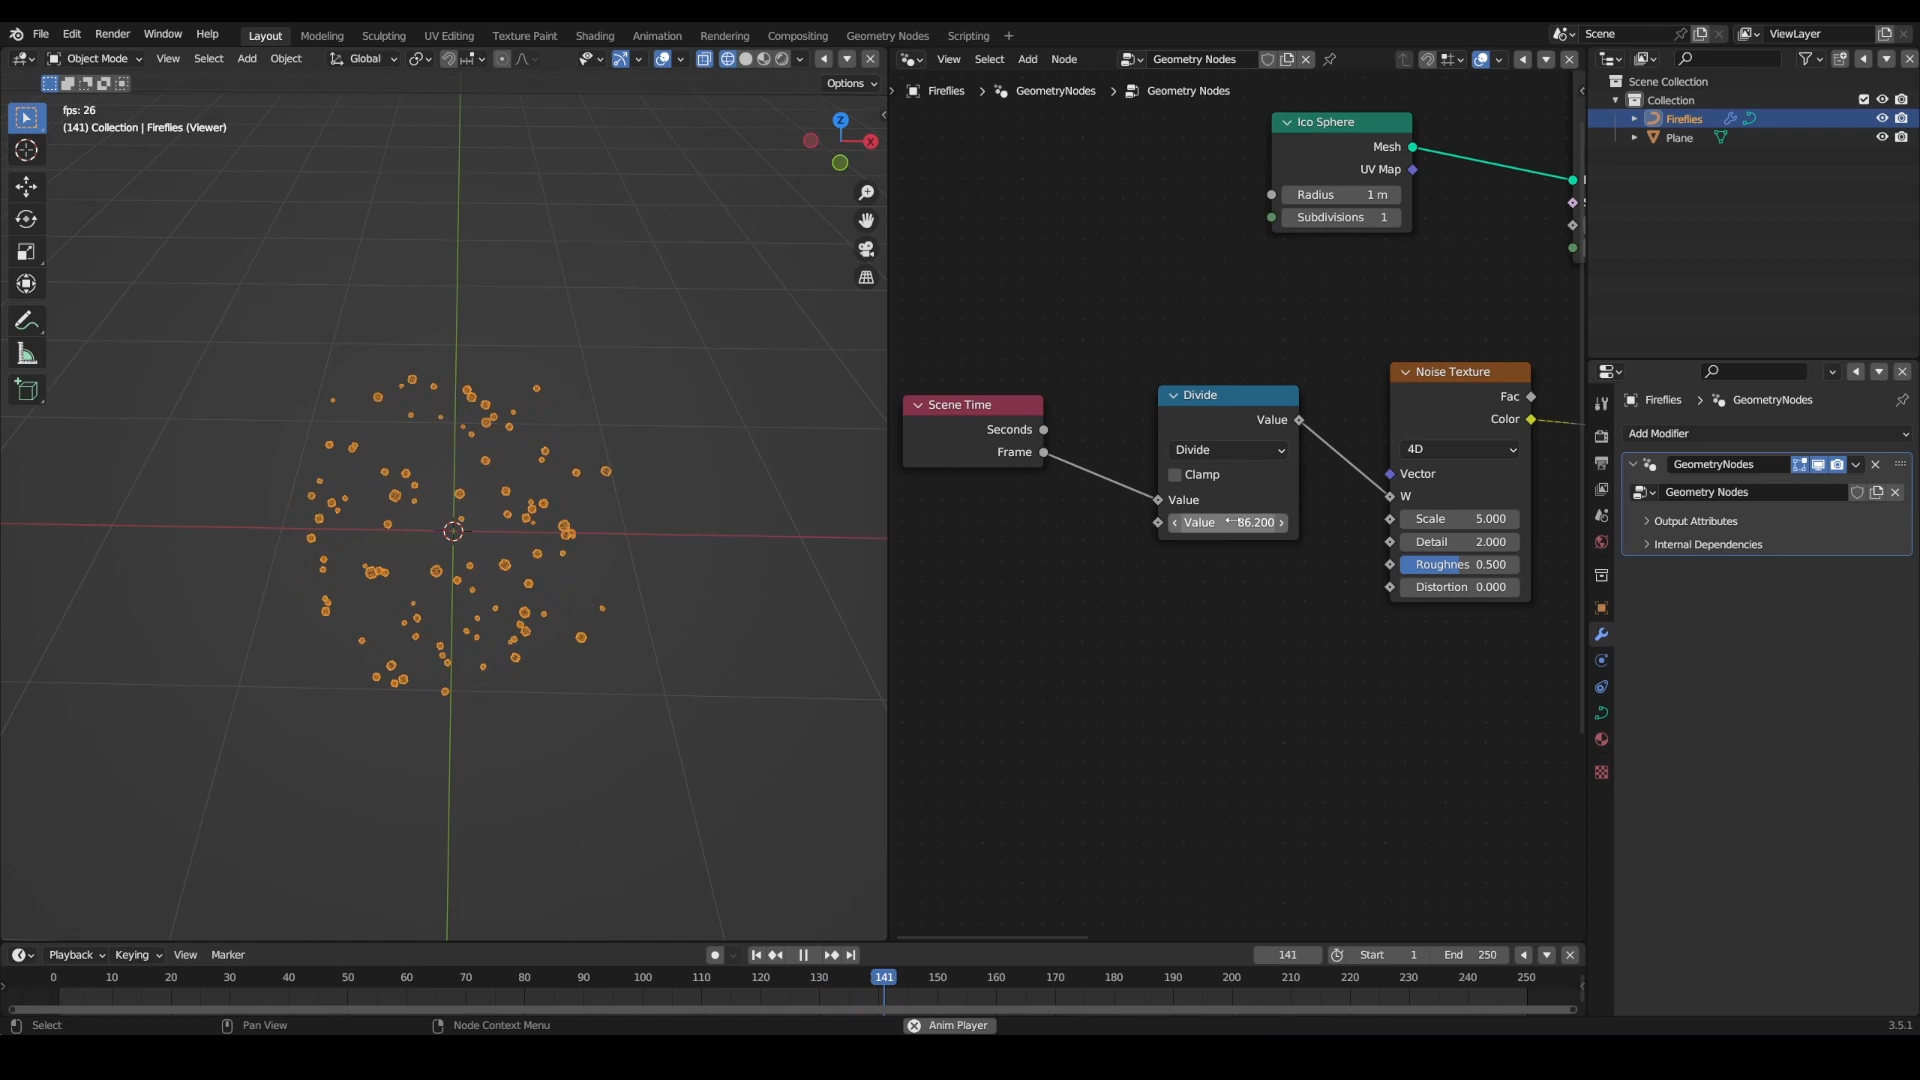 File Edit Render Window Help Layout Modeling Sculpting UV Editing Texture Paint Shading Animation Rendering Compositing Geometry Nodes Scripting + Scene ViewLayer
Object Mode View Select Add Object Global
View Select Add Node Geometry Nodes
Options
fps: 26
(141) Collection | Fireflies (Viewer)
Z
X
Fireflies > GeometryNodes > Geometry Nodes
Ico Sphere
Mesh
UV Map
Radius 1 m
Subdivisions 1
Scene Time
Seconds
Frame
Divide
Value
Divide
Clamp
Value
Value 86.200
Noise Texture
Fac
Color
4D
Vector
W
Scale 5.000
Detail 2.000
Roughnes 0.500
Distortion 0.000
Scene Collection
Collection
Fireflies
Plane
Fireflies > GeometryNodes
Add Modifier
GeometryNodes
Geometry Nodes
> Output Attributes
> Internal Dependencies
Playback Keying View Marker 141 Start 1 End 250
0 10 20 30 40 50 60 70 80 90 100 110 120 130 141 150 160 170 180 190 200 210 220 230 240 250
Select Pan View Node Context Menu Anim Player 3.5.1